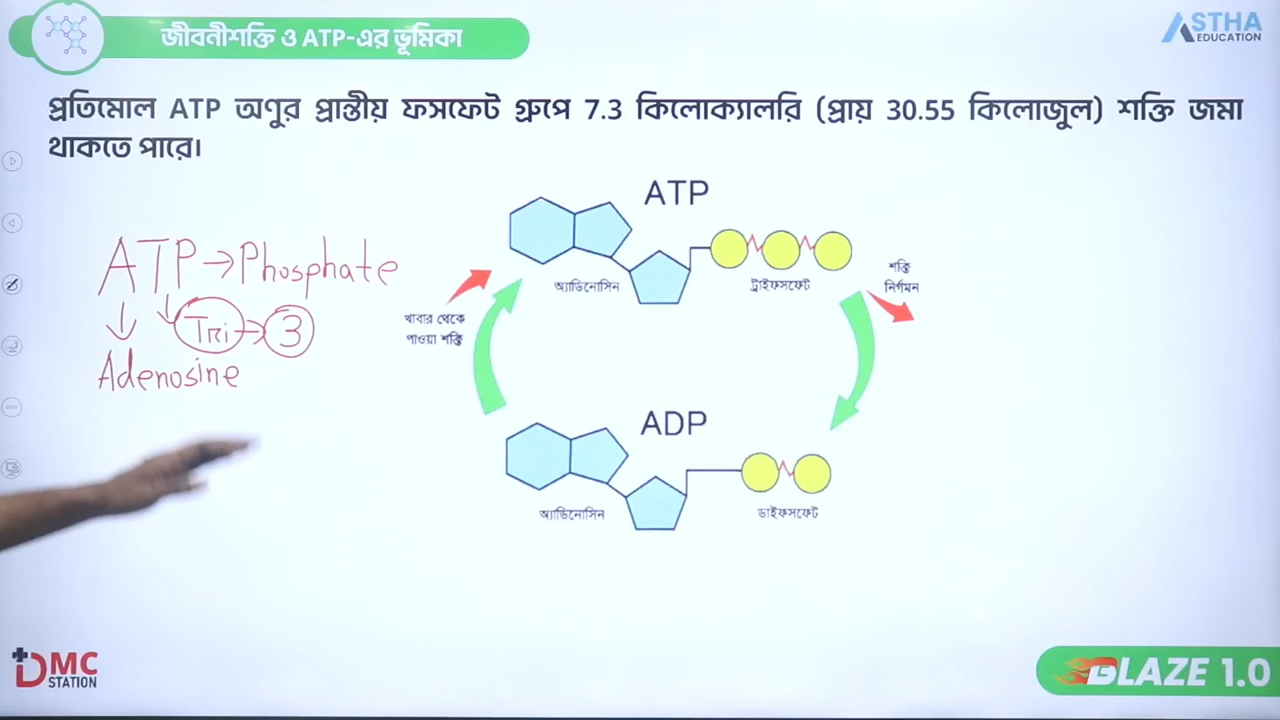 জীবনীশক্তি ও ATP-এর ভূমিকা
ASTHA
EDUCATION
প্রতিমোল ATP অণুর প্রান্তীয় ফসফেট গ্রুপে 7.3 কিলোক্যালরি (প্রায় 30.55 কিলোজুল) শক্তি জমা
থাকতে পারে।
ATP
ATP → Phosphate
Tri → 3
Adenosine
অ্যাডিনোসিন
ট্রাইফসফেট
শক্তি
নির্গমন
খাবার থেকে
পাওয়া শক্তি
ADP
অ্যাডিনোসিন
ডাইফসফেট
DMC
STATION
BLAZE 1.0